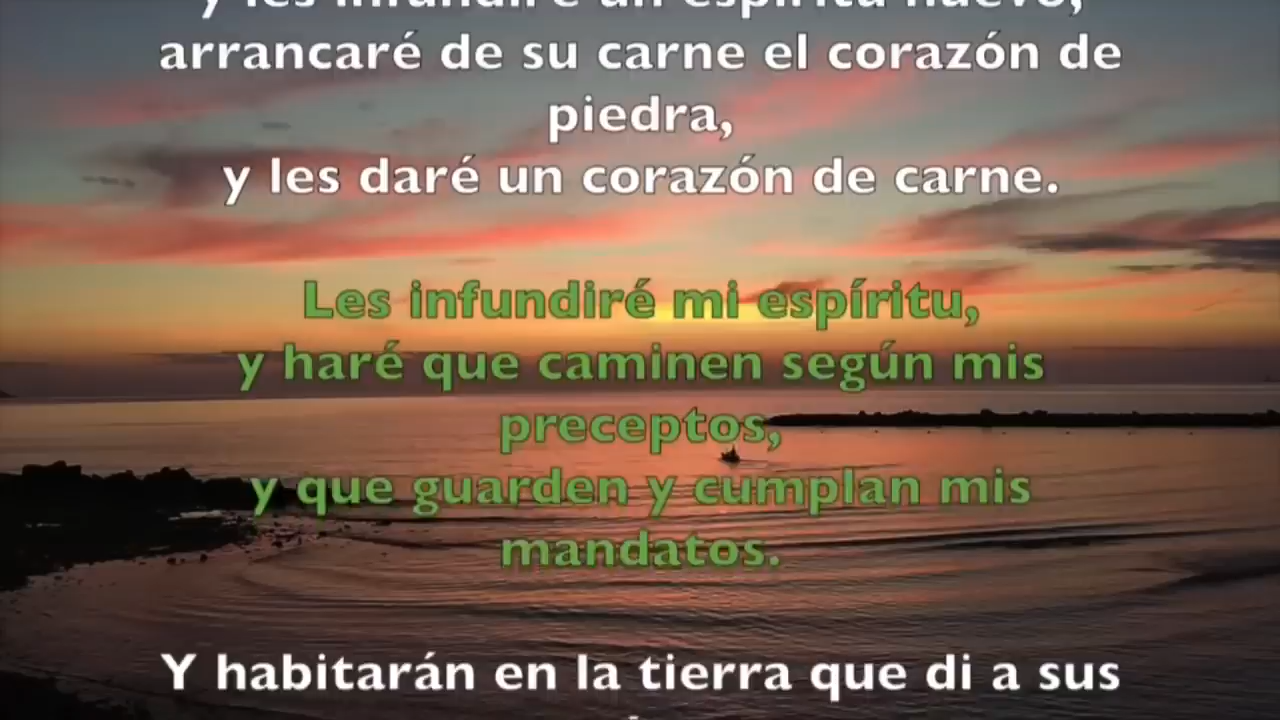 y les infundiré un espíritu nuevo,
arrancaré de su carne el corazón de
piedra,
y les daré un corazón de carne.
Les infundiré mi espíritu,
y haré que caminen según mis
preceptos,
y que guarden y cumplan mis
mandatos.
Y habitarán en la tierra que di a sus